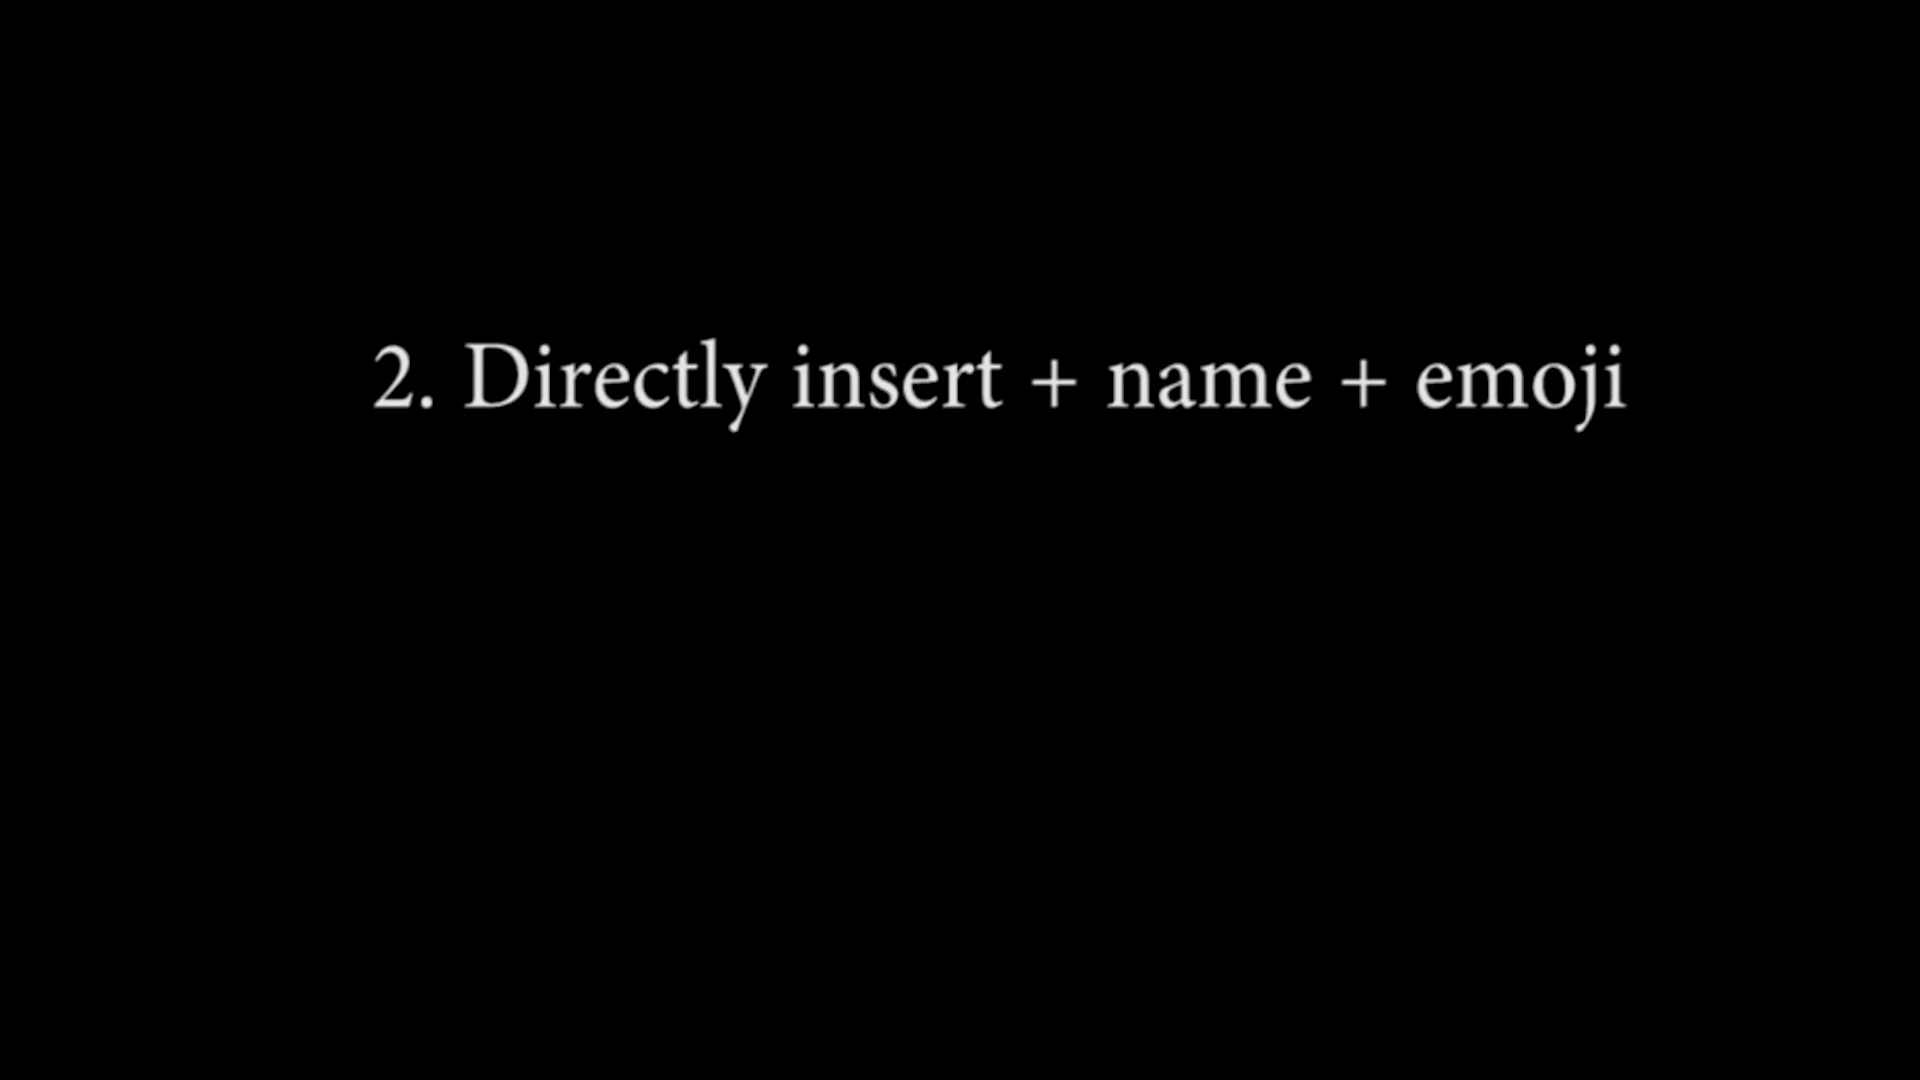 2. Directly insert + name + emoji